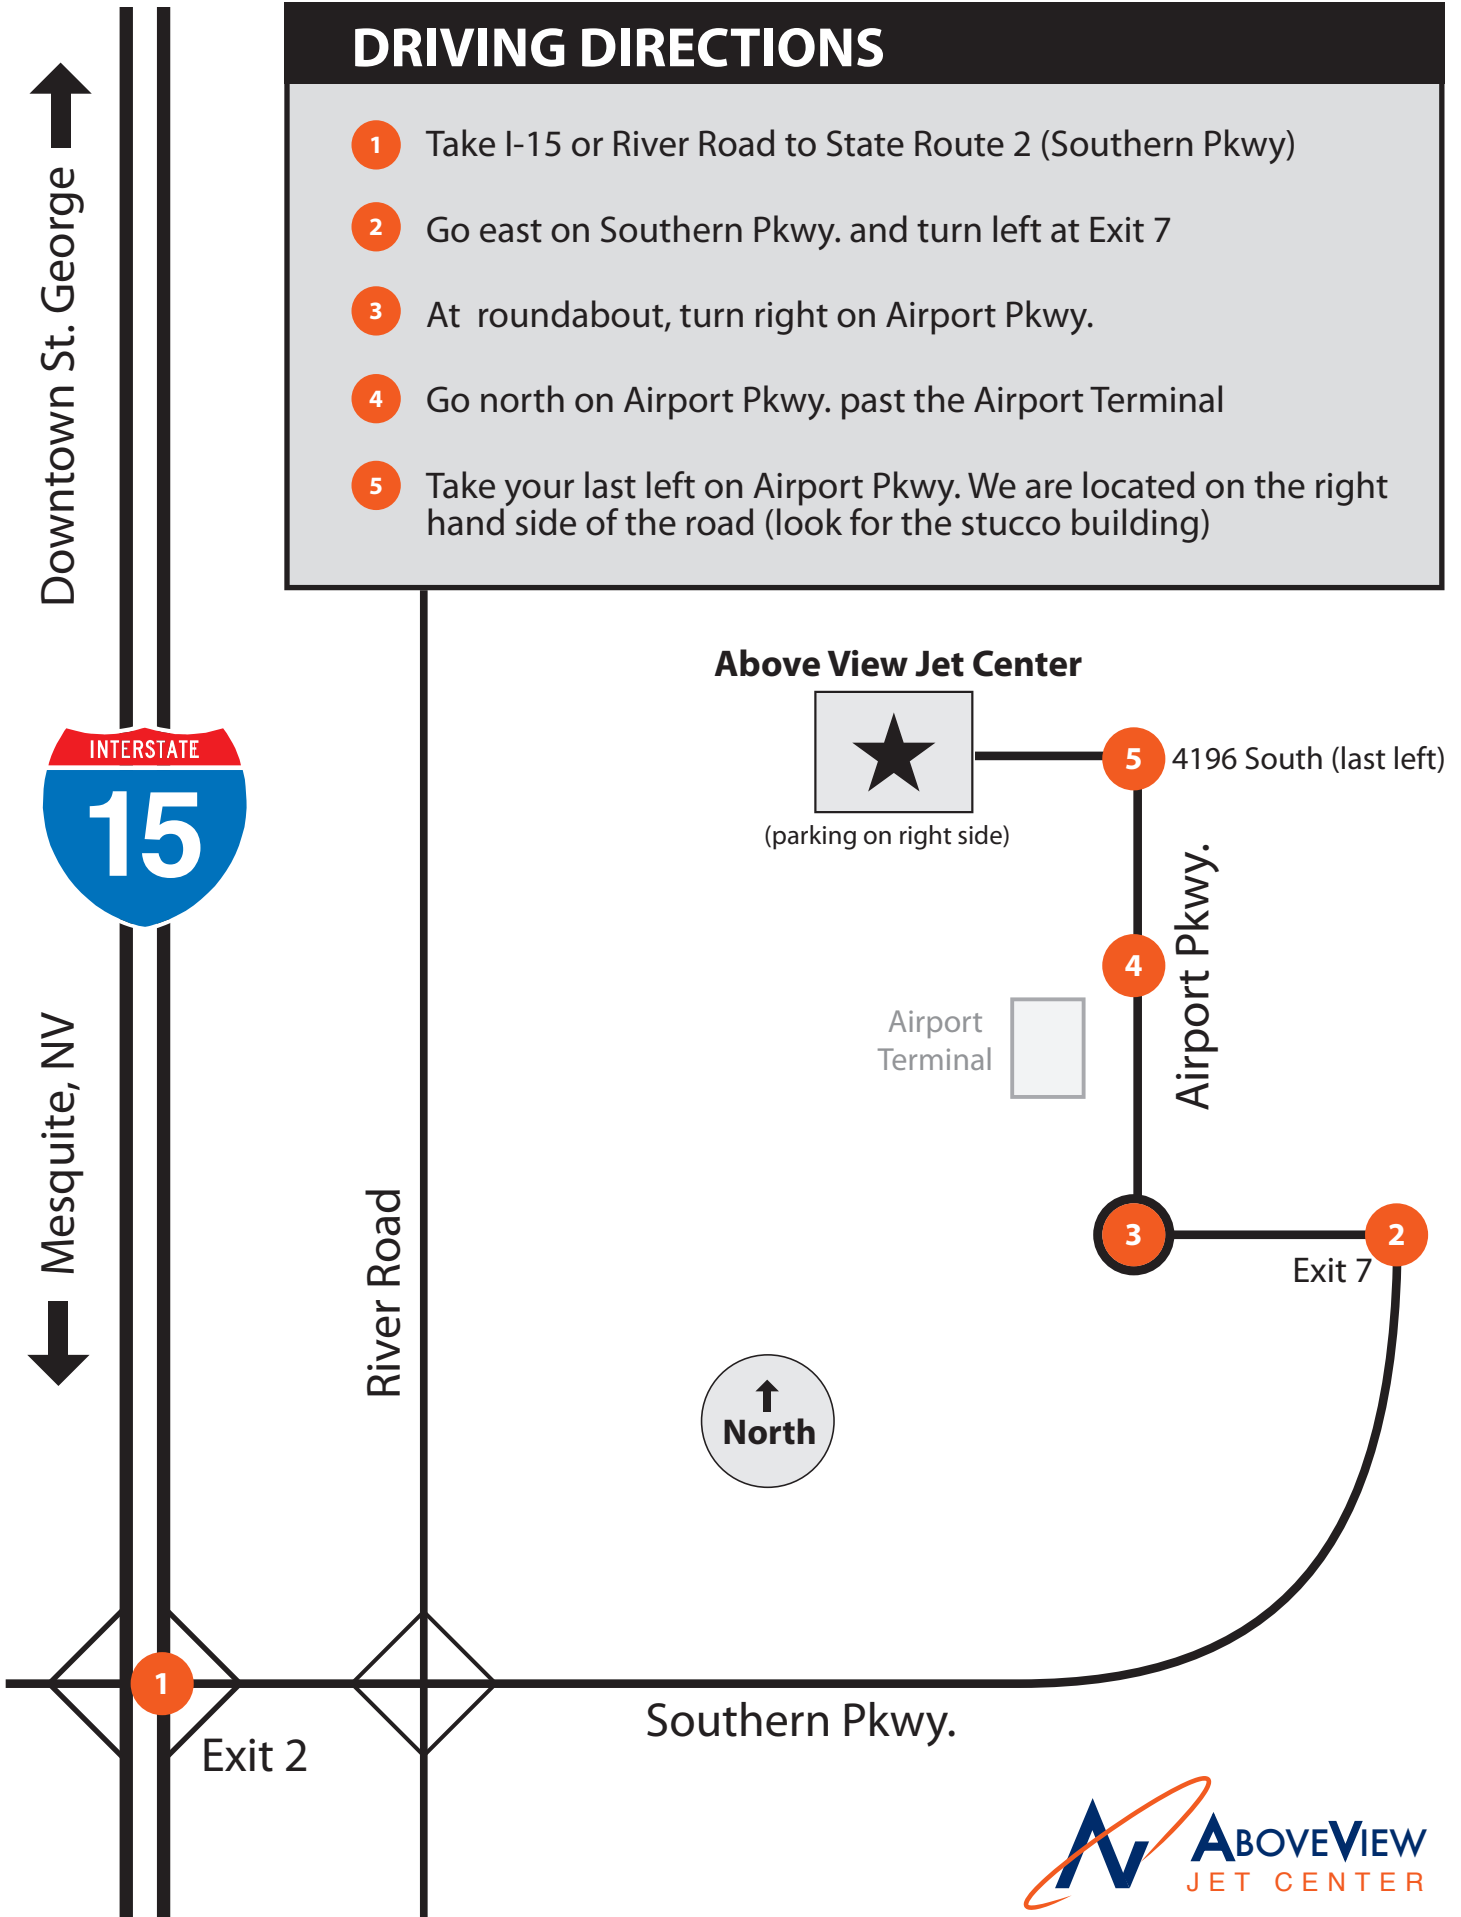 DRIVING DIRECTIONS
1 Take I-15 or River Road to State Route 2 (Southern Pkwy)
2 Go east on Southern Pkwy. and turn left at Exit 7
3 At roundabout, turn right on Airport Pkwy.
4 Go north on Airport Pkwy. past the Airport Terminal
5 Take your last left on Airport Pkwy. We are located on the right
hand side of the road (look for the stucco building)
Downtown St. George
INTERSTATE
15
Mesquite, NV
River Road
Above View Jet Center
(parking on right side)
5 4196 South (last left)
Airport Pkwy.
4
Airport
Terminal
3
2
Exit 7
North
1
Exit 2
Southern Pkwy.
AV
ABOVEVIEW
JET CENTER